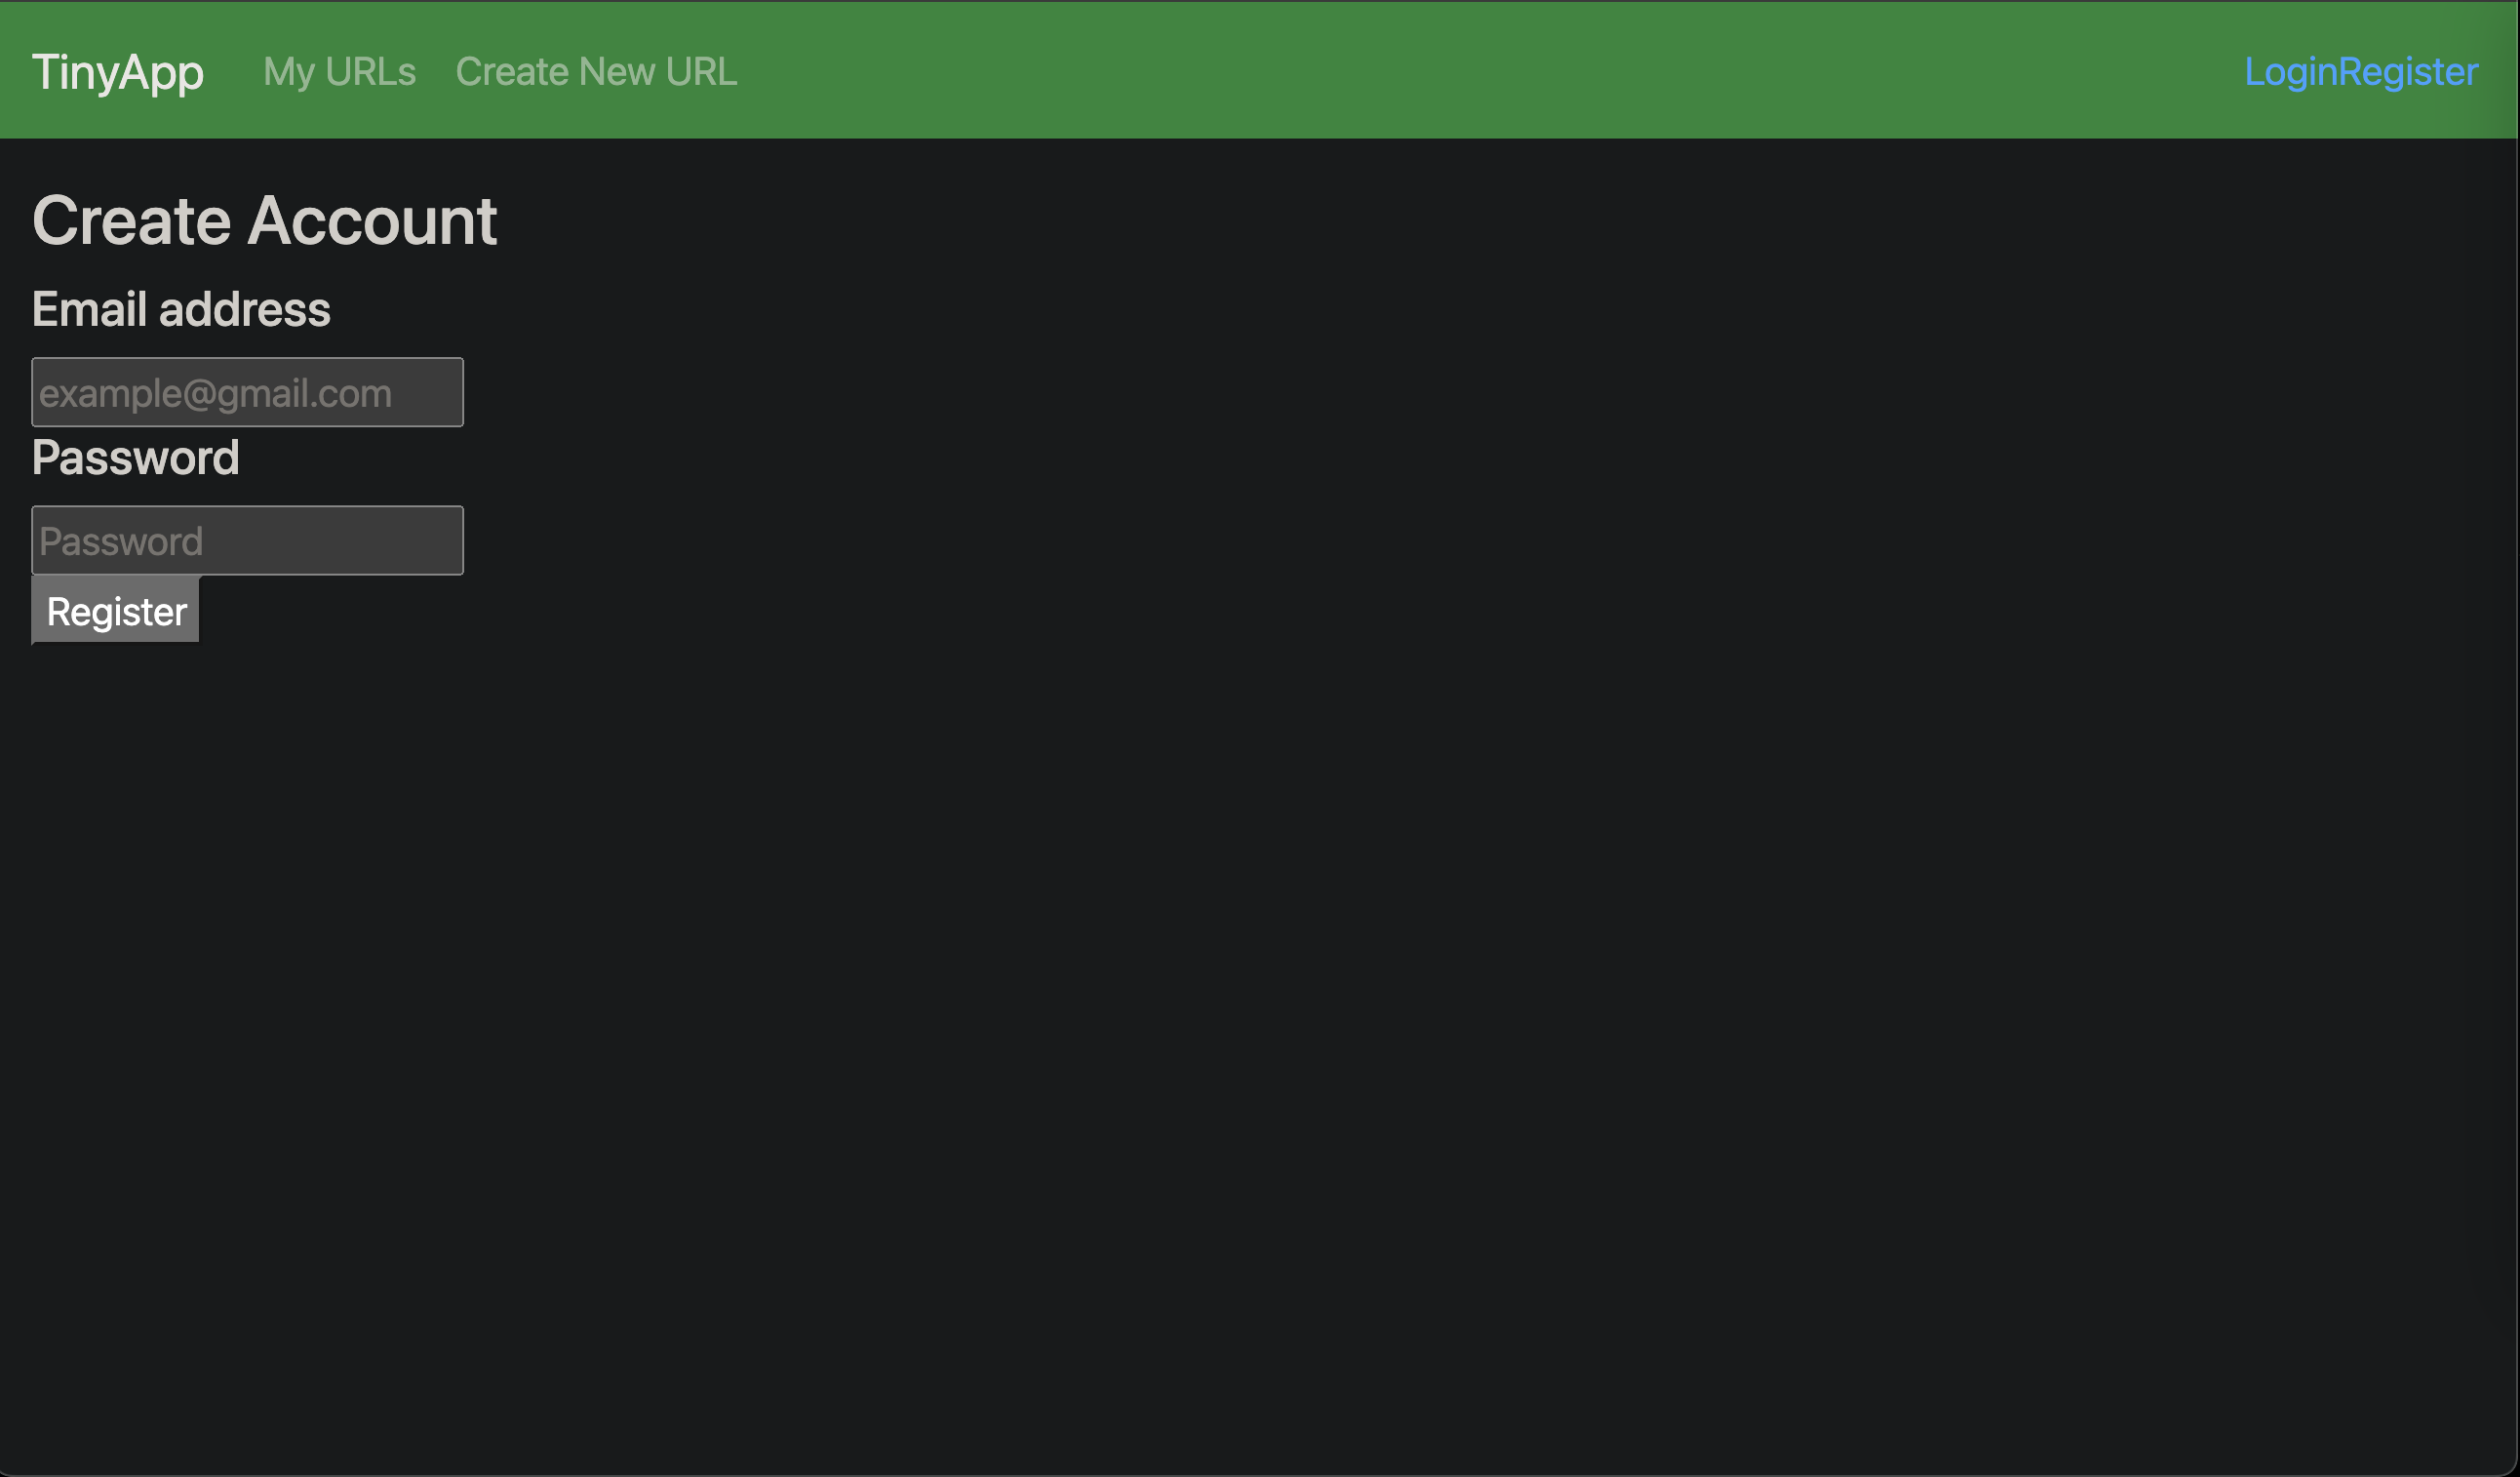 TinyApp My URLs Create New URL LoginRegister
Create Account
Email address
example@gmail.com
Password
Password
Register